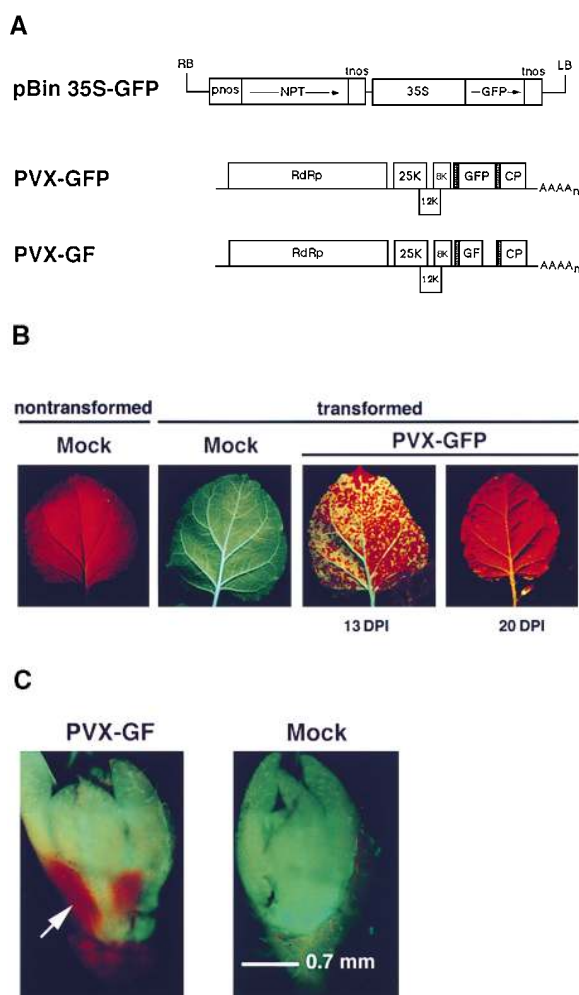 A
RB
LB
tnos
tnos
pBin 35S-GFP
pnos
NPT
35S
GFP
PVX-GFP
RdRp
25K
8K
GFP
CP
AAAAn
12K
PVX-GF
RdRp
25K
8K
GF
CP
AAAAn
12K
B
nontransformed
transformed
Mock
Mock
PVX-GFP
13 DPI
20 DPI
C
PVX-GF
Mock
0.7 mm